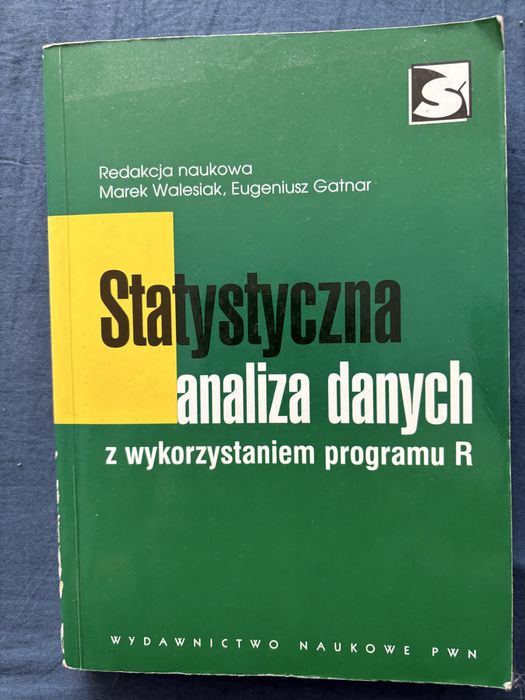 S
Redakcja naukowa
Marek Walesiak, Eugeniusz Gatnar
Statystyczna
analiza danych
z wykorzystaniem programu R
WYDAWNICTWO NAUKOWE PWN